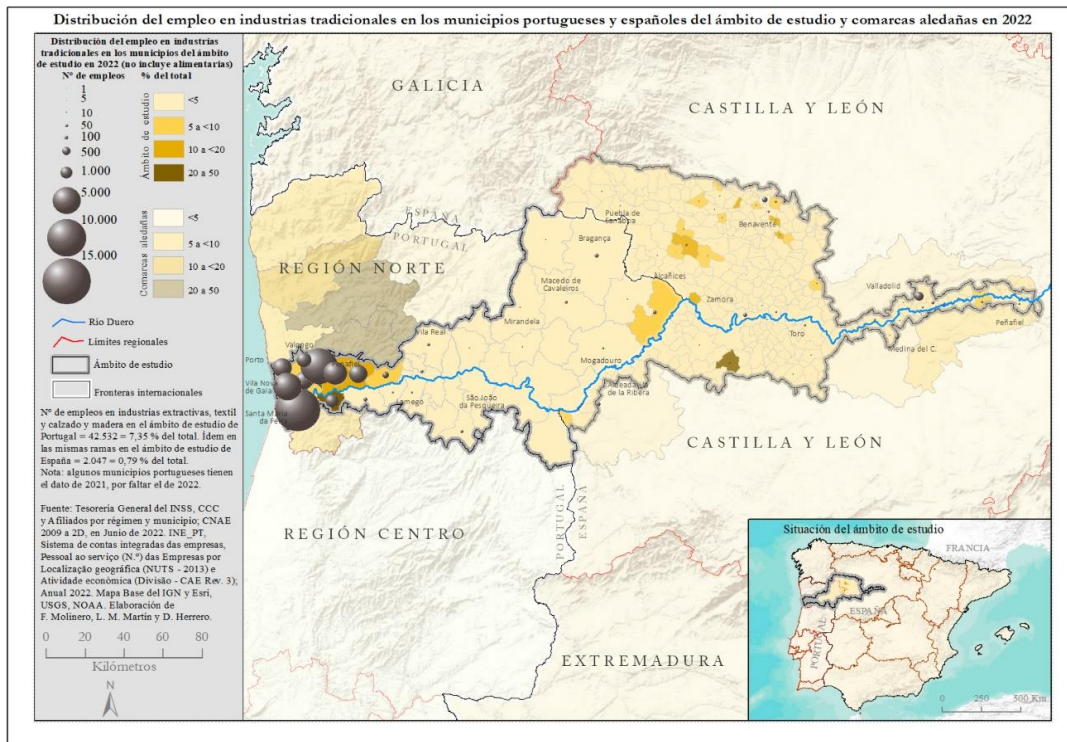 Distribución del empleo en industrias tradicionales en los municipios portugueses y españoles del ámbito de estudio y comarcas aledañas en 2022
Distribución del empleo en industrias
tradicionales en los municipios del ámbito
de estudio en 2022 (no incluye alimentarias)
Nº de empleos
% del total
1
5
10
50
100
500
1.000
5.000
10.000
15.000
Ámbito de estudio
<5
5 a <10
10 a <20
20 a 50
Comarcas aledañas
<5
5 a <10
10 a <20
20 a 50
Río Duero
Límites regionales
Ámbito de estudio
Fronteras internacionales
Nº de empleos en industrias extractivas, textil
y calzado y madera en el ámbito de estudio de
Portugal = 42.532 = 7,35 % del total. Ídem en
las mismas ramas en el ámbito de estudio de
España = 2.047 = 0,79 % del total.
Nota: algunos municipios portugueses tienen
el dato de 2021, por faltar el de 2022.
Fuente: Tesorería General del INSS, CCC
y Afiliados por régimen y municipio; CNAE
2009 a 2D, en Junio de 2022. INE_PT,
Sistema de contas integradas das empresas,
Pessoal ao serviço (N.º) das Empresas por
Localização geográfica (NUTS - 2013) e
Atividade económica (Divisão - CAE Rev. 3);
Anual 2022. Mapa Base del IGN y Esri,
USGS, NOAA. Elaboración de
F. Molinero, L. M. Martín y D. Herrero.
0 20 40 60 80
Kilómetros
N
GALICIA
CASTILLA Y LEÓN
ESPAÑA
PORTUGAL
REGIÓN NORTE
Puebla de
Sanabria
Benavente
Bragança
Alcañices
Macedo de
Cavaleiros
Zamora
Valladolid
Mirandela
Vila Real
Toro
Peñafiel
Medina del C.
Valongo
Porto
Mogadouro
Vila Nova
de Gaia
Lamego
São João
da Pesqueira
Aldeadávila
de la Ribera
Santa Maria
da Feira
CASTILLA Y LEÓN
REGIÓN CENTRO
PORTUGAL
ESPAÑA
EXTREMADURA
Situación del ámbito de estudio
FRANCIA
ESPAÑA
PORTUGAL
0 250 500 Km